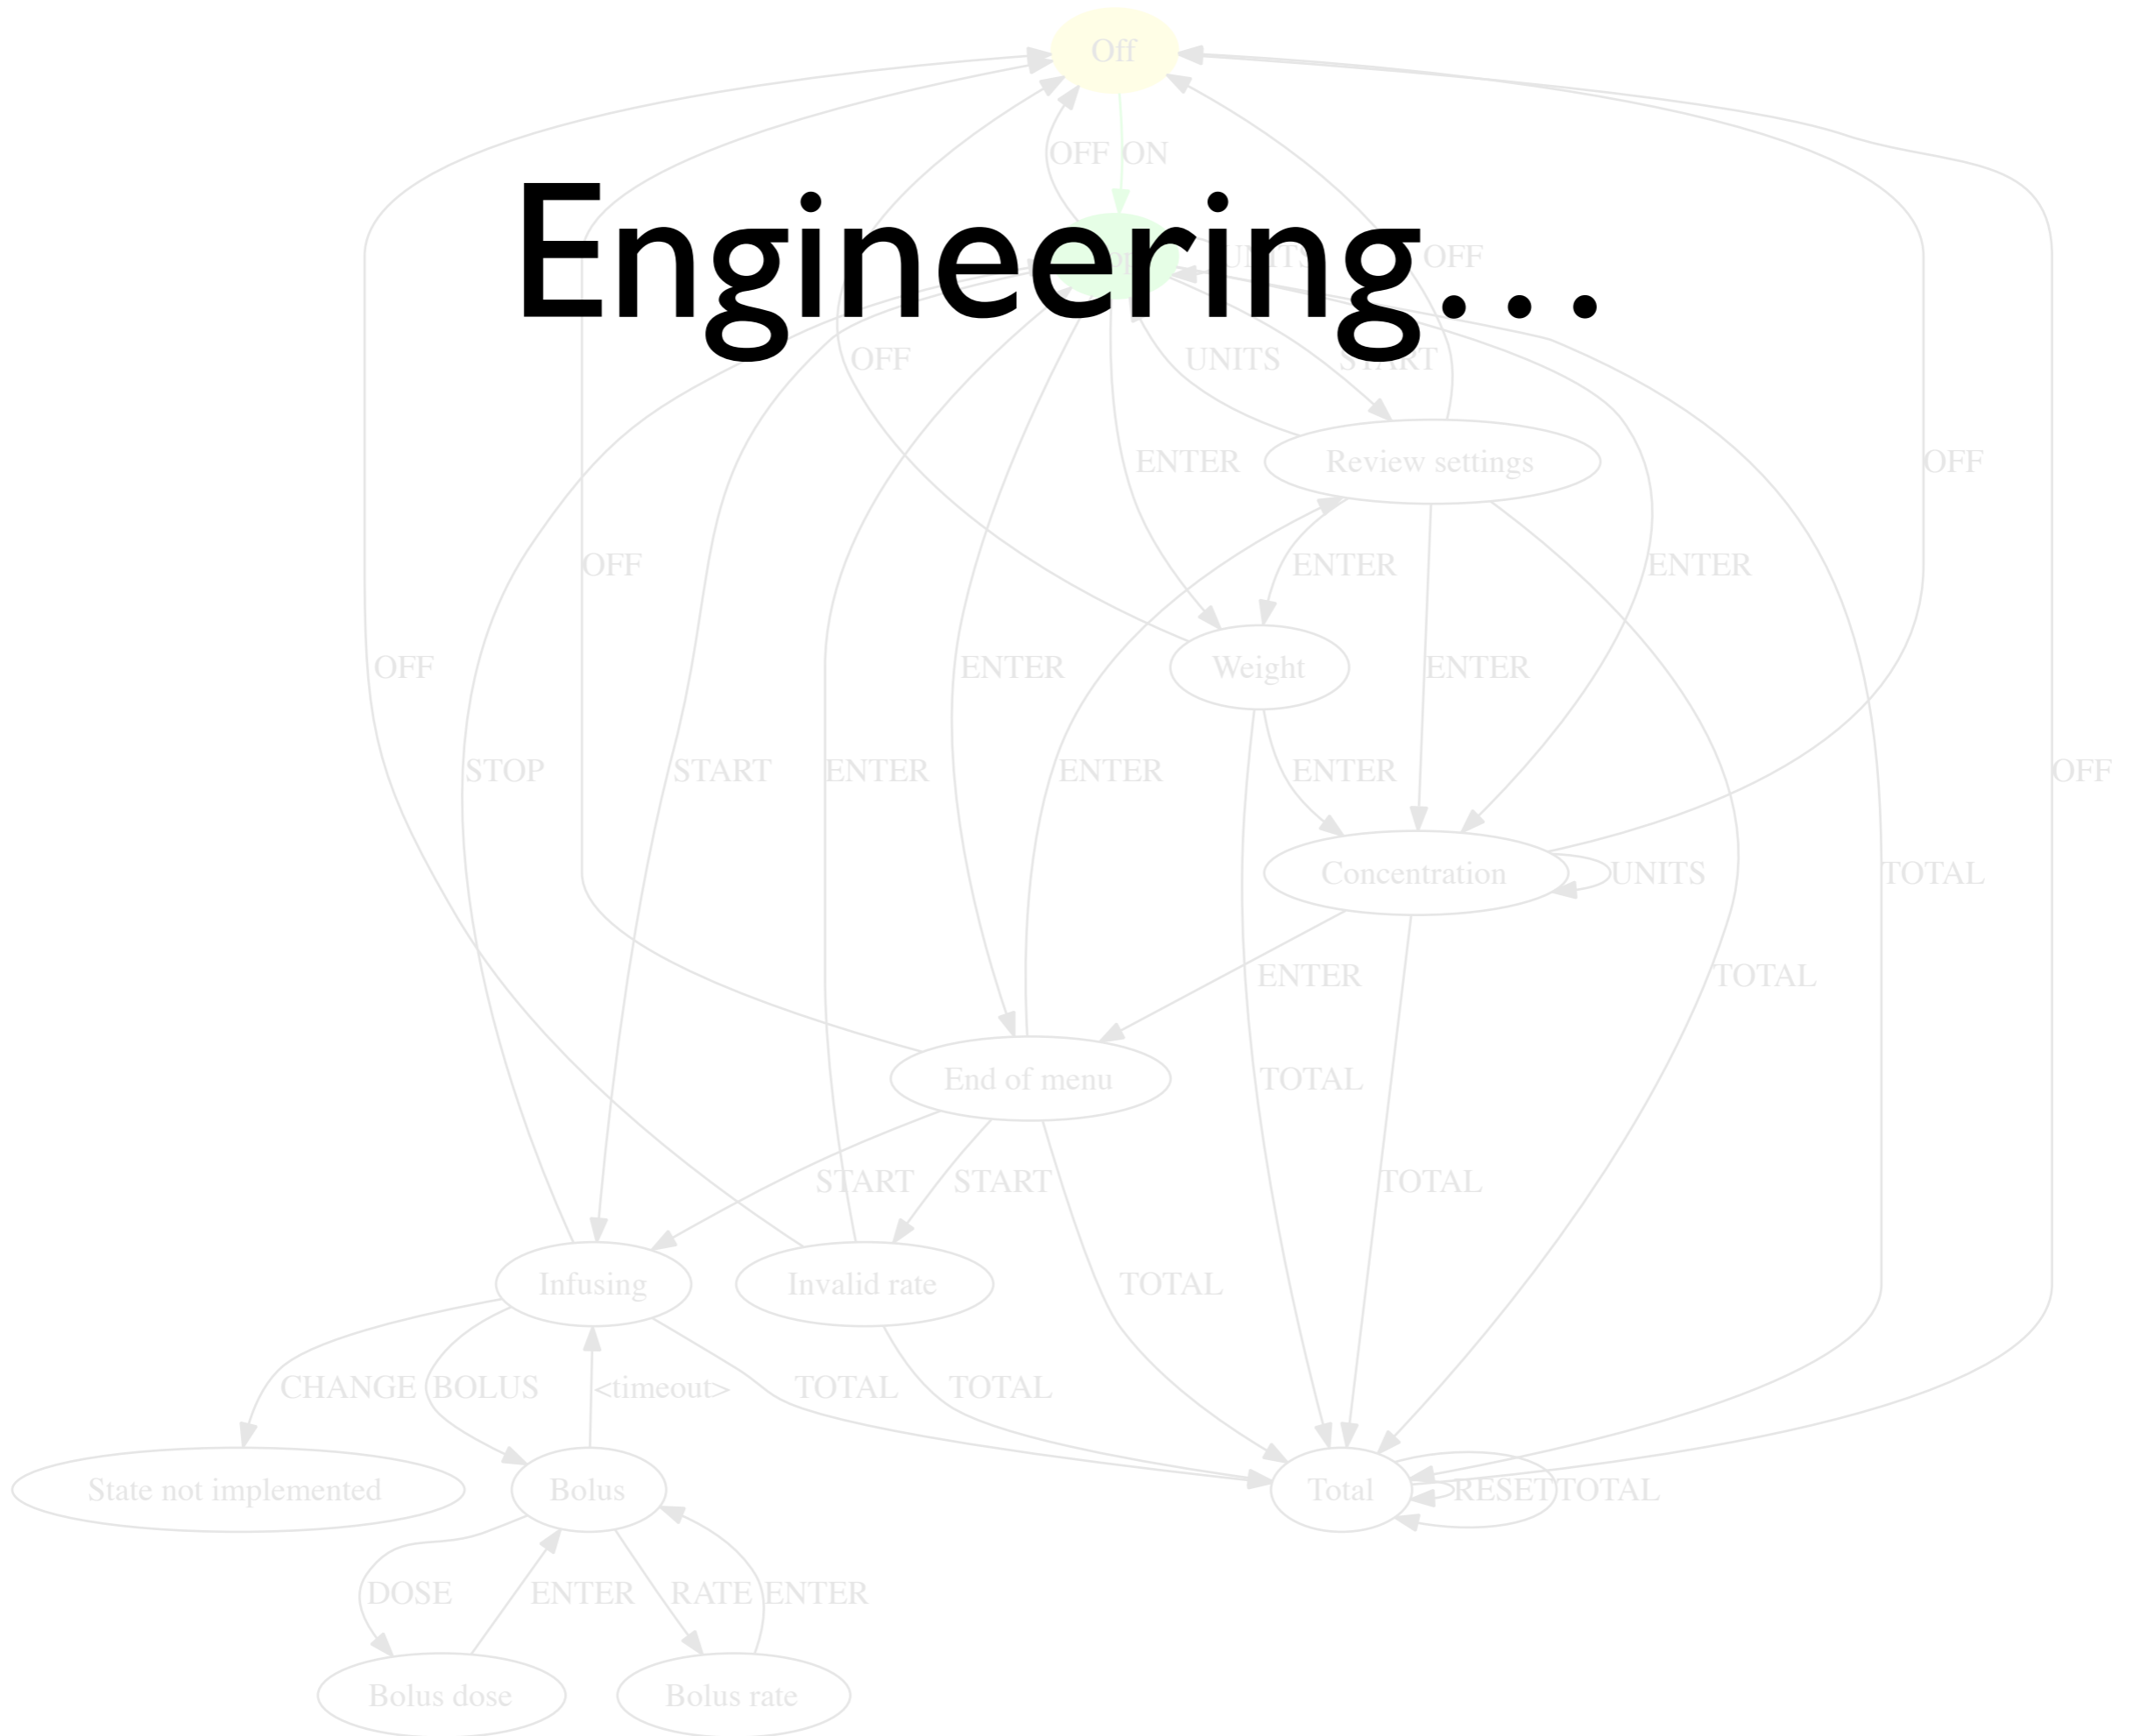 Off
OFF ON
Engineering...
UNITS OFF
OFF UNITS START
ENTER Review settings OFF
OFF ENTER ENTER
OFF ENTER Weight ENTER
STOP START ENTER ENTER ENTER OFF
Concentration UNITS TOTAL
ENTER TOTAL
End of menu TOTAL
START START TOTAL
Infusing Invalid rate TOTAL
CHANGE BOLUS <timeout> TOTAL TOTAL
State not implemented Bolus Total RESET TOTAL
DOSE ENTER RATE ENTER
Bolus dose Bolus rate